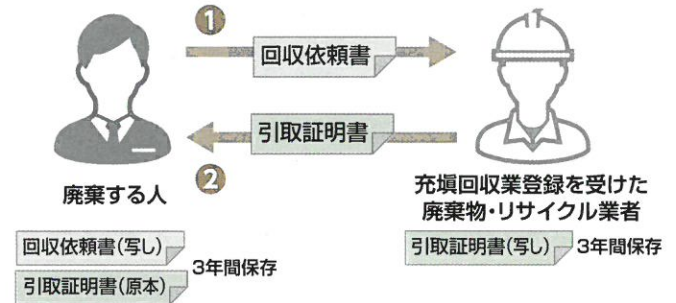 1
回収依頼書
引取証明書
2
廃棄する人
充塡回収業登録を受けた
廃棄物・リサイクル業者
回収依頼書(写し)
引取証明書(原本)
3年間保存
引取証明書(写し)
3年間保存